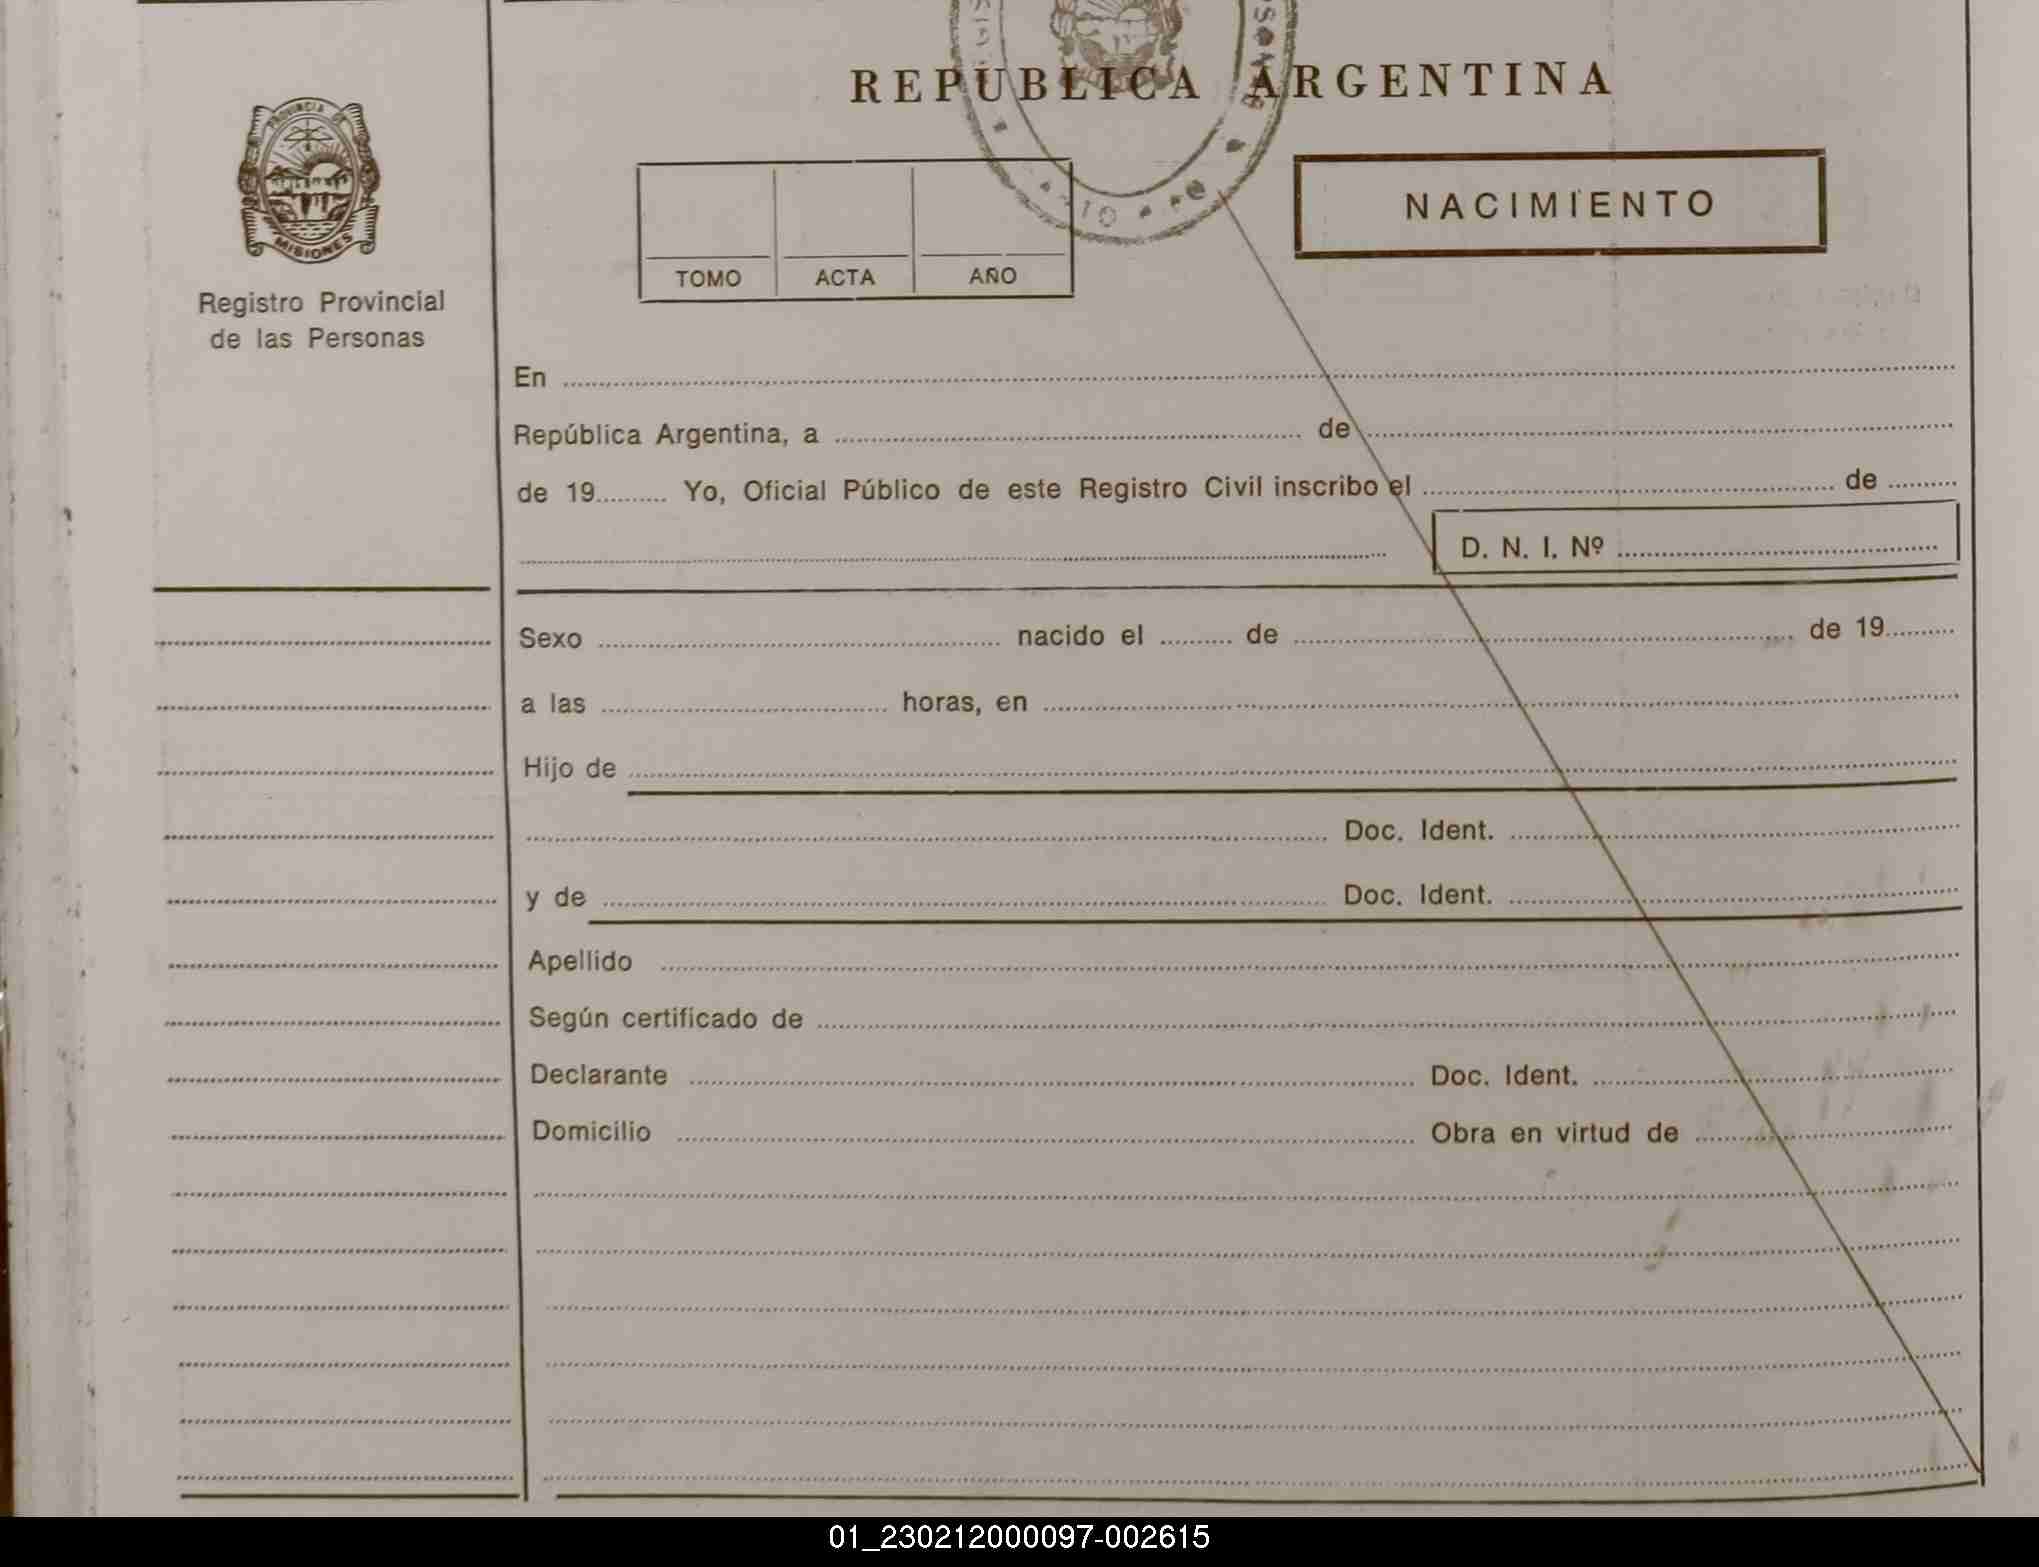 REPUBLICA ARGENTINA
PROVINCIA DE
MISIONES
Registro Provincial
de las Personas
TOMO ACTA AÑO
NACIMIENTO
En
República Argentina, a de
de 19 Yo, Oficial Público de este Registro Civil inscribo el de
D. N. I. Nº
Sexo nacido el de de 19
a las horas, en
Hijo de
Doc. Ident.
y de Doc. Ident.
Apellido
Según certificado de
Declarante Doc. Ident.
Domicilio Obra en virtud de
01_230212000097-002615